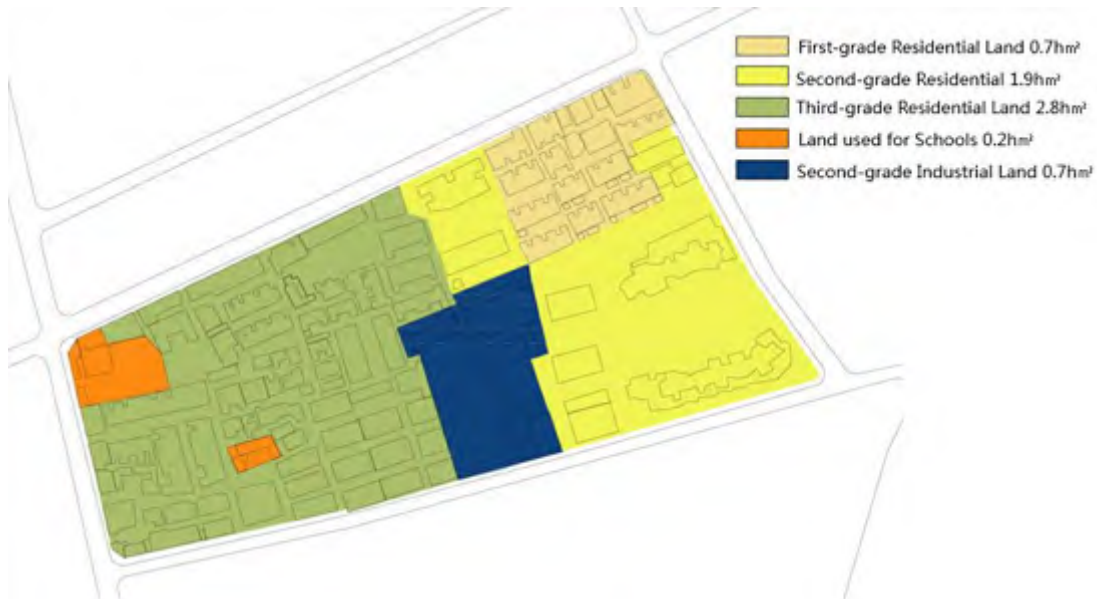 First-grade Residential Land 0.7hm²
Second-grade Residential 1.9hm²
Third-grade Residential Land 2.8hm²
Land used for Schools 0.2hm²
Second-grade Industrial Land 0.7hm²